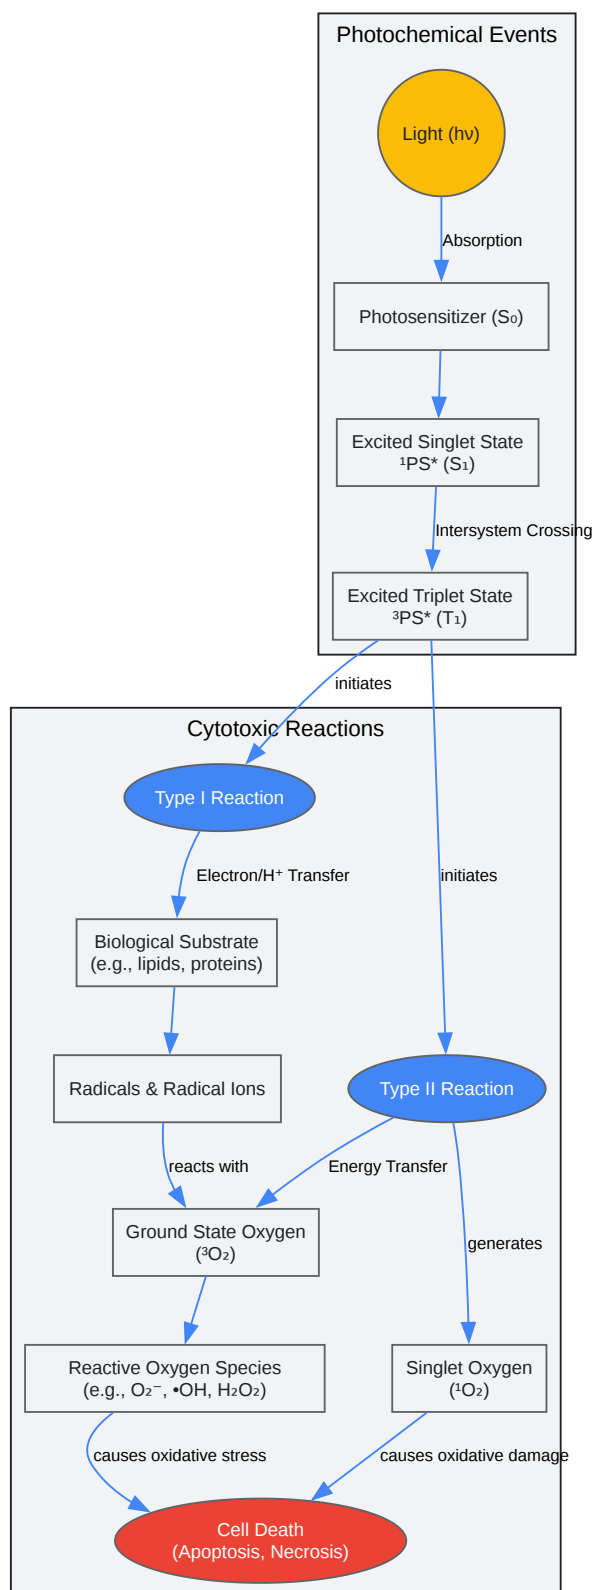 Photochemical Events
Light (hν)
Absorption
Photosensitizer (S₀)
Excited Singlet State
¹PS* (S₁)
Intersystem Crossing
Excited Triplet State
³PS* (T₁)
initiates
Cytotoxic Reactions
Type I Reaction
Electron/H⁺ Transfer
initiates
Biological Substrate
(e.g., lipids, proteins)
Radicals & Radical Ions
Type II Reaction
reacts with
Energy Transfer
Ground State Oxygen
(³O₂)
generates
Reactive Oxygen Species
(e.g., O₂⁻, •OH, H₂O₂)
Singlet Oxygen
(¹O₂)
causes oxidative stress
causes oxidative damage
Cell Death
(Apoptosis, Necrosis)